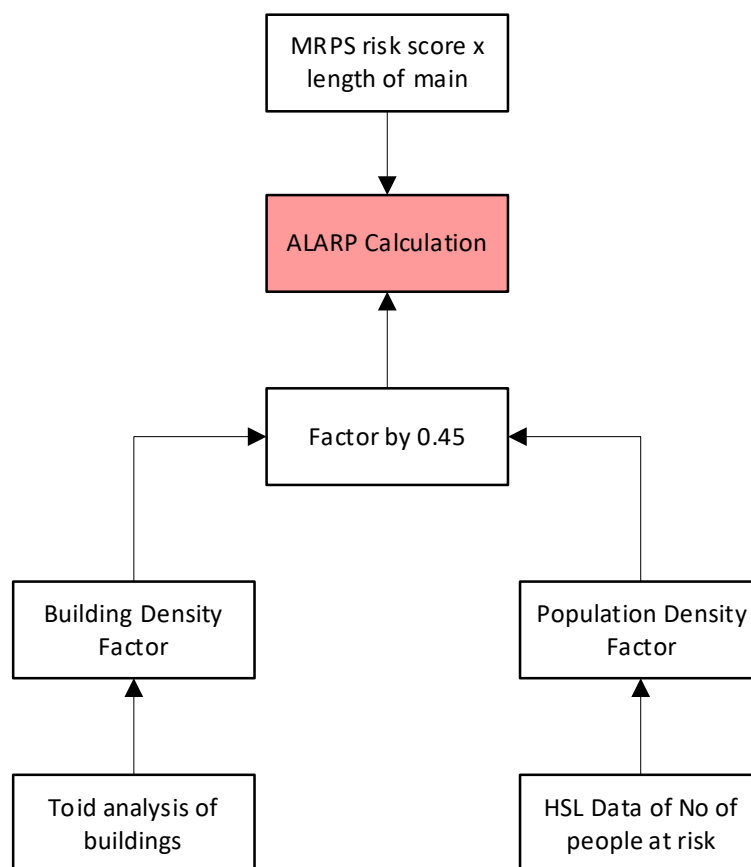 MRPS risk score x
length of main
ALARP Calculation
Factor by 0.45
Building Density
Factor
Population Density
Factor
Toid analysis of
buildings
HSL Data of No of
people at risk